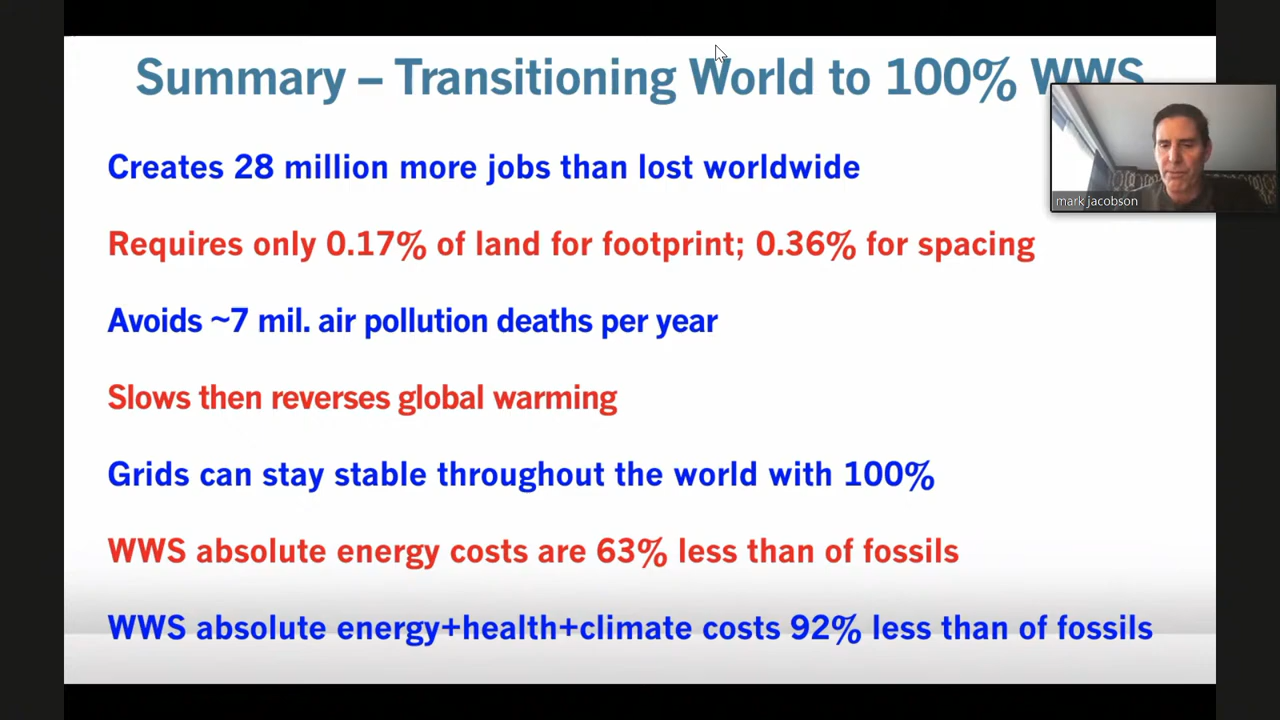 Summary – Transitioning World to 100% WWS
Creates 28 million more jobs than lost worldwide
mark jacobson
Requires only 0.17% of land for footprint; 0.36% for spacing
Avoids ~7 mil. air pollution deaths per year
Slows then reverses global warming
Grids can stay stable throughout the world with 100%
WWS absolute energy costs are 63% less than of fossils
WWS absolute energy+health+climate costs 92% less than of fossils